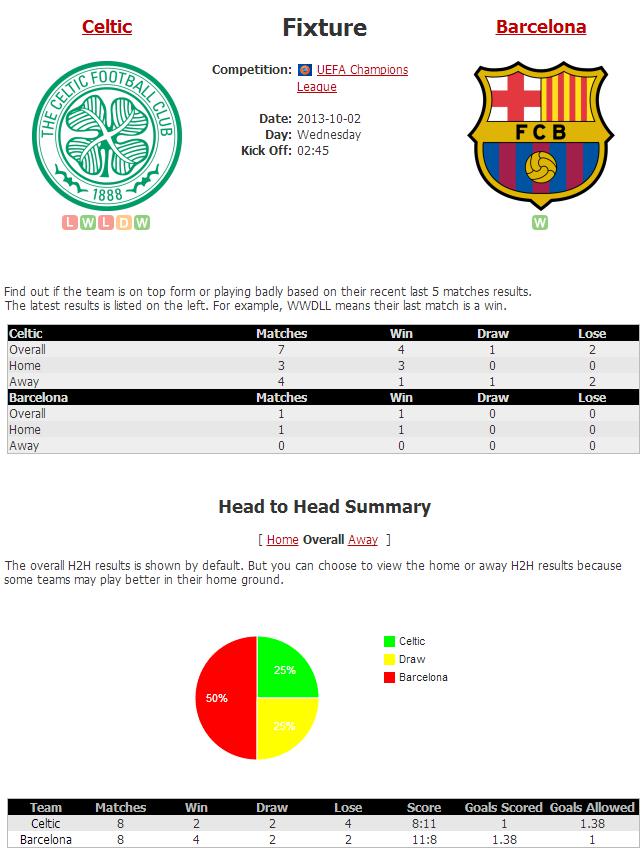 Celtic
Fixture
Barcelona
THE CELTIC FOOTBALL CLUB
1888
Competition: UEFA Champions
League
Date: 2013-10-02
Day: Wednesday
Kick Off: 02:45
F C B
L W L D W
W
Find out if the team is on top form or playing badly based on their recent last 5 matches results.
The latest results is listed on the left. For example, WWDLL means their last match is a win.
Celtic Matches Win Draw Lose
Overall 7 4 1 2
Home 3 3 0 0
Away 4 1 1 2
Barcelona Matches Win Draw Lose
Overall 1 1 0 0
Home 1 1 0 0
Away 0 0 0 0
Head to Head Summary
[ Home Overall Away ]
The overall H2H results is shown by default. But you can choose to view the home or away H2H results because
some teams may play better in their home ground.
Celtic
Draw
Barcelona
25%
50%
25%
Team Matches Win Draw Lose Score Goals Scored Goals Allowed
Celtic 8 2 2 4 8:11 1 1.38
Barcelona 8 4 2 2 11:8 1.38 1